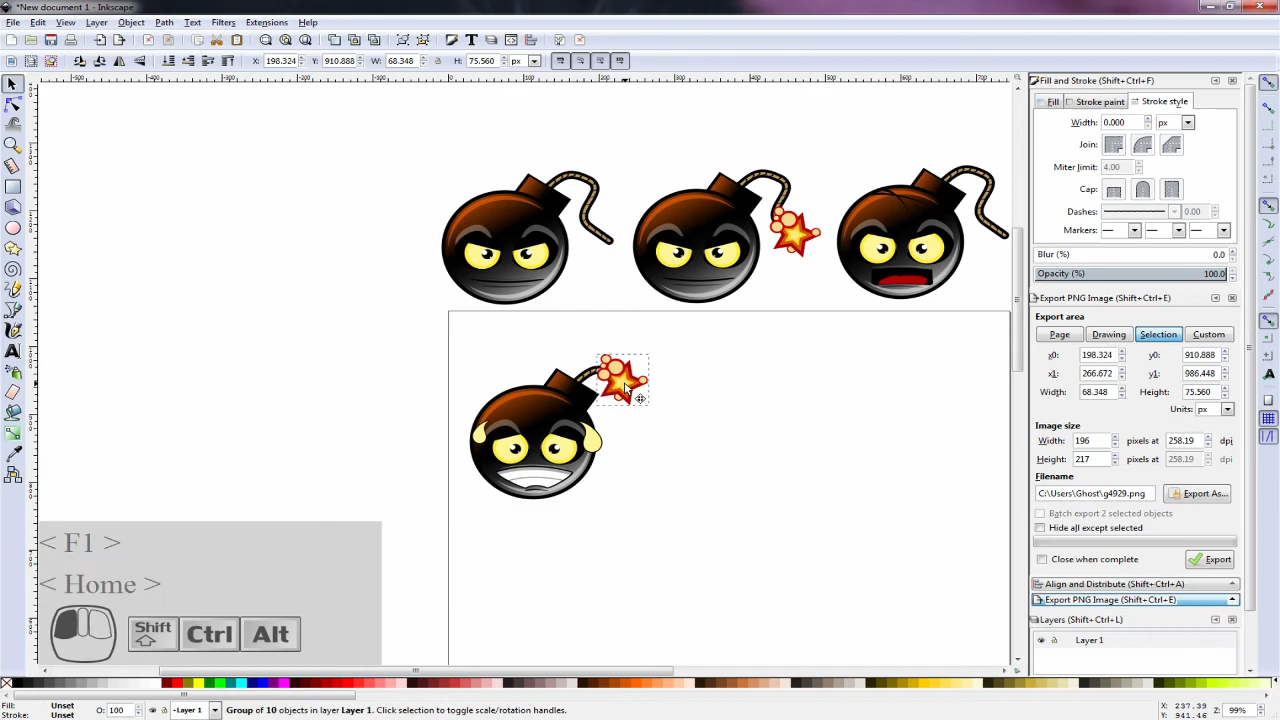 *New document 1 - Inkscape
File Edit View Layer Object Path Text Filters Extensions Help
X: 198.324 Y: 910.888 W: 68.348 H: 75.560 px
Fill and Stroke (Shift+Ctrl+F)
Fill Stroke paint Stroke style
Width: 0.000 px
Join:
Miter limit: 4.00
Cap:
Dashes: 0.00
Markers:
Blur (%) 0.0
Opacity (%) 100.0
Export PNG Image (Shift+Ctrl+E)
Export area
Page Drawing Selection Custom
x0: 198.324 y0: 910.888
x1: 266.672 y1: 986.448
Width: 68.348 Height: 75.560
Units: px
Image size
Width: 196 pixels at 258.19 dpi
Height: 217 pixels at 258.19 dpi
Filename
C:\Users\Ghost\g4929.png Export As...
Batch export 2 selected objects
Hide all except selected
Close when complete Export
Align and Distribute (Shift+Ctrl+A)
Export PNG Image (Shift+Ctrl+E)
Layers (Shift+Ctrl+L)
Layer 1
< F1 >
< Home >
Shift Ctrl Alt
Fill: Unset
Stroke: Unset
O: 100 -Layer 1 Group of 10 objects in layer Layer 1. Click selection to toggle scale/rotation handles.
X: 237.39
Y: 941.46
Z: 99%